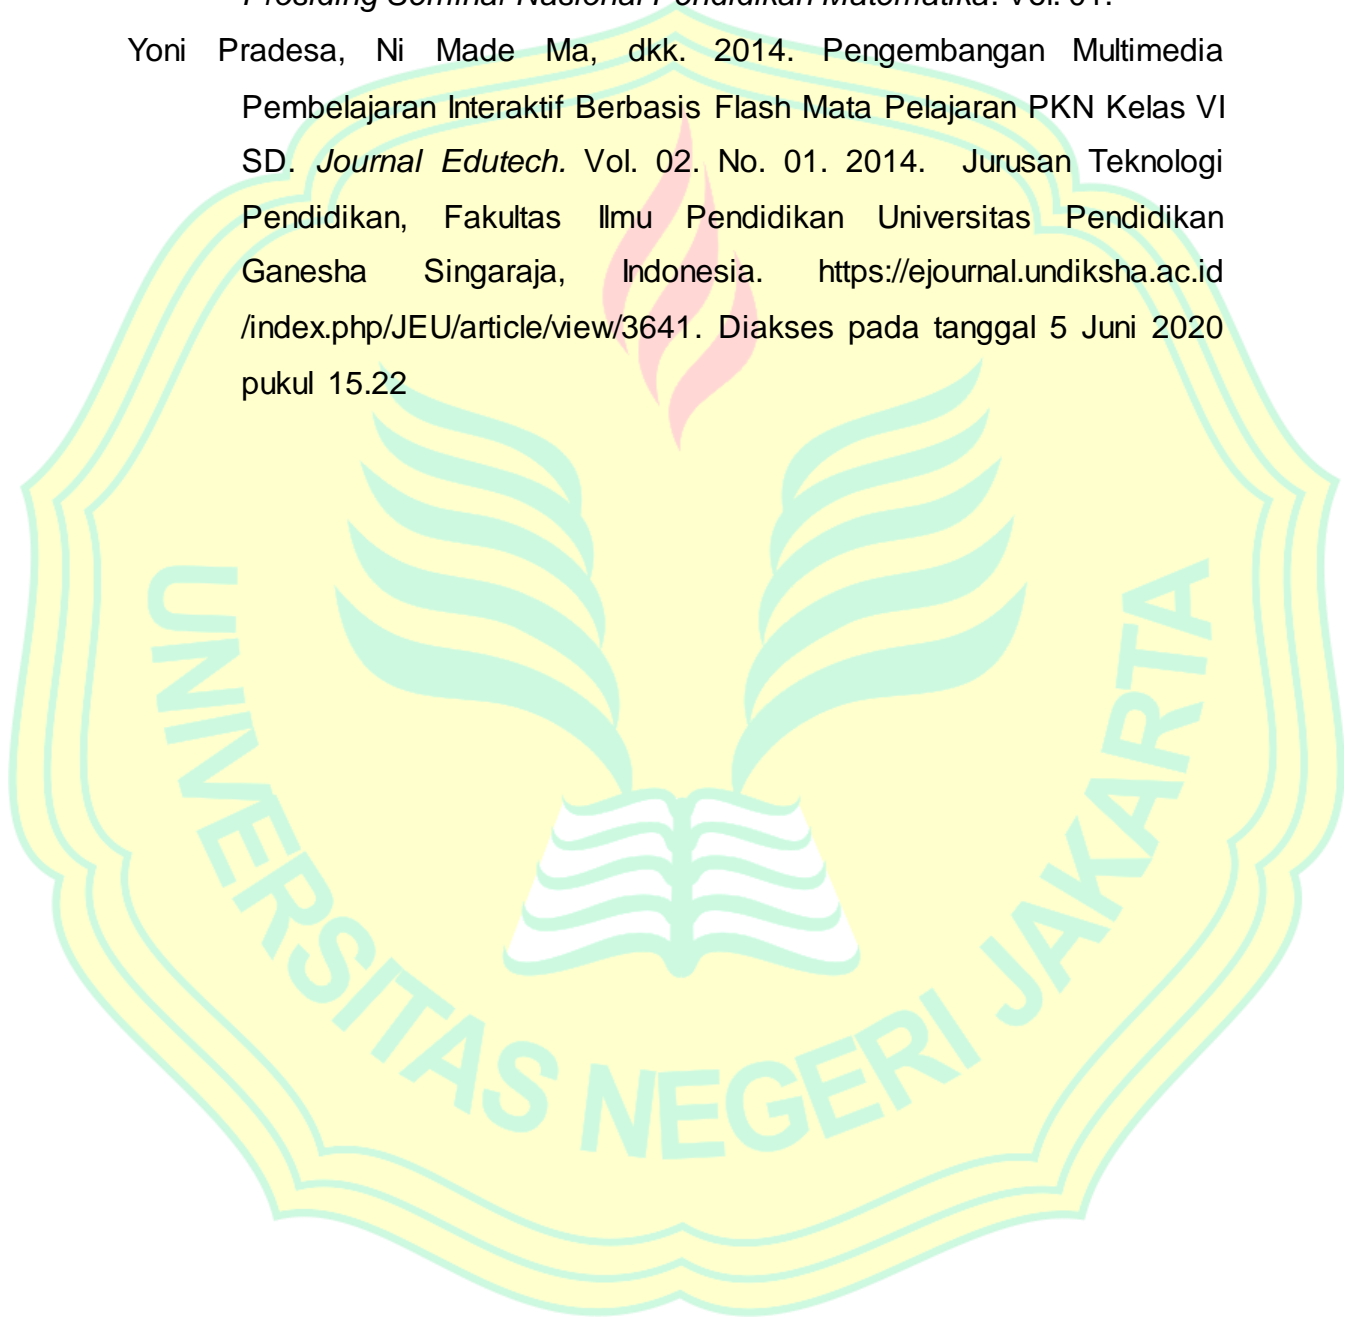 Prosiding Seminar Nasional Pendidikan Matematika. Vol. 01.
Yoni Pradesa, Ni Made Ma, dkk. 2014. Pengembangan Multimedia
Pembelajaran Interaktif Berbasis Flash Mata Pelajaran PKN Kelas VI
SD. Journal Edutech. Vol. 02. No. 01. 2014. Jurusan Teknologi
Pendidikan, Fakultas Ilmu Pendidikan Universitas Pendidikan
Ganesha Singaraja, Indonesia. https://ejournal.undiksha.ac.id
/index.php/JEU/article/view/3641. Diakses pada tanggal 5 Juni 2020
pukul 15.22
UNIVERSITAS NEGERI JAKARTA